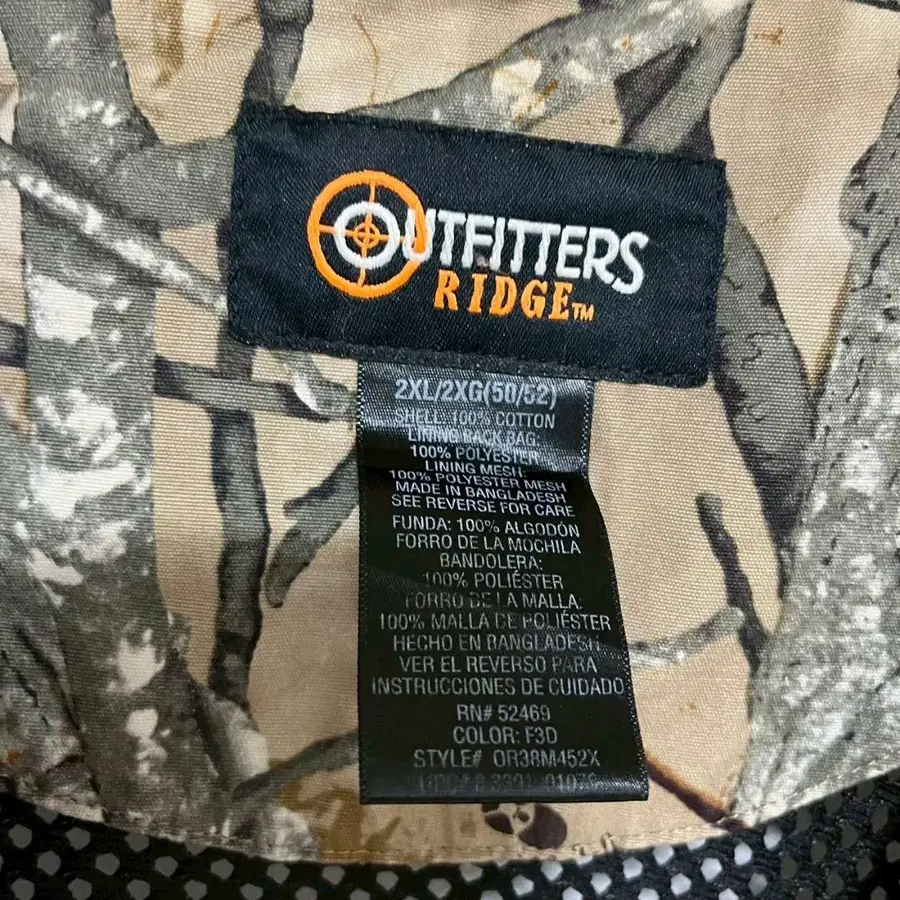 OUTFITTERS
RIDGE™
2XL/2XG(50/52)
SHELL: 100% COTTON
LINING BACK BAG:
100% POLYESTER
LINING MESH:
100% POLYESTER MESH
MADE IN BANGLADESH
SEE REVERSE FOR CARE
FUNDA: 100% ALGODÓN
FORRO DE LA MOCHILA
BANDOLERA:
100% POLIÉSTER
FORRO DE LA MALLA:
100% MALLA DE POLIÉSTER
HECHO EN BANGLADESH
VER EL REVERSO PARA
INSTRUCCIONES DE CUIDADO
RN# 52469
COLOR: F3D
STYLE# OR38M452X